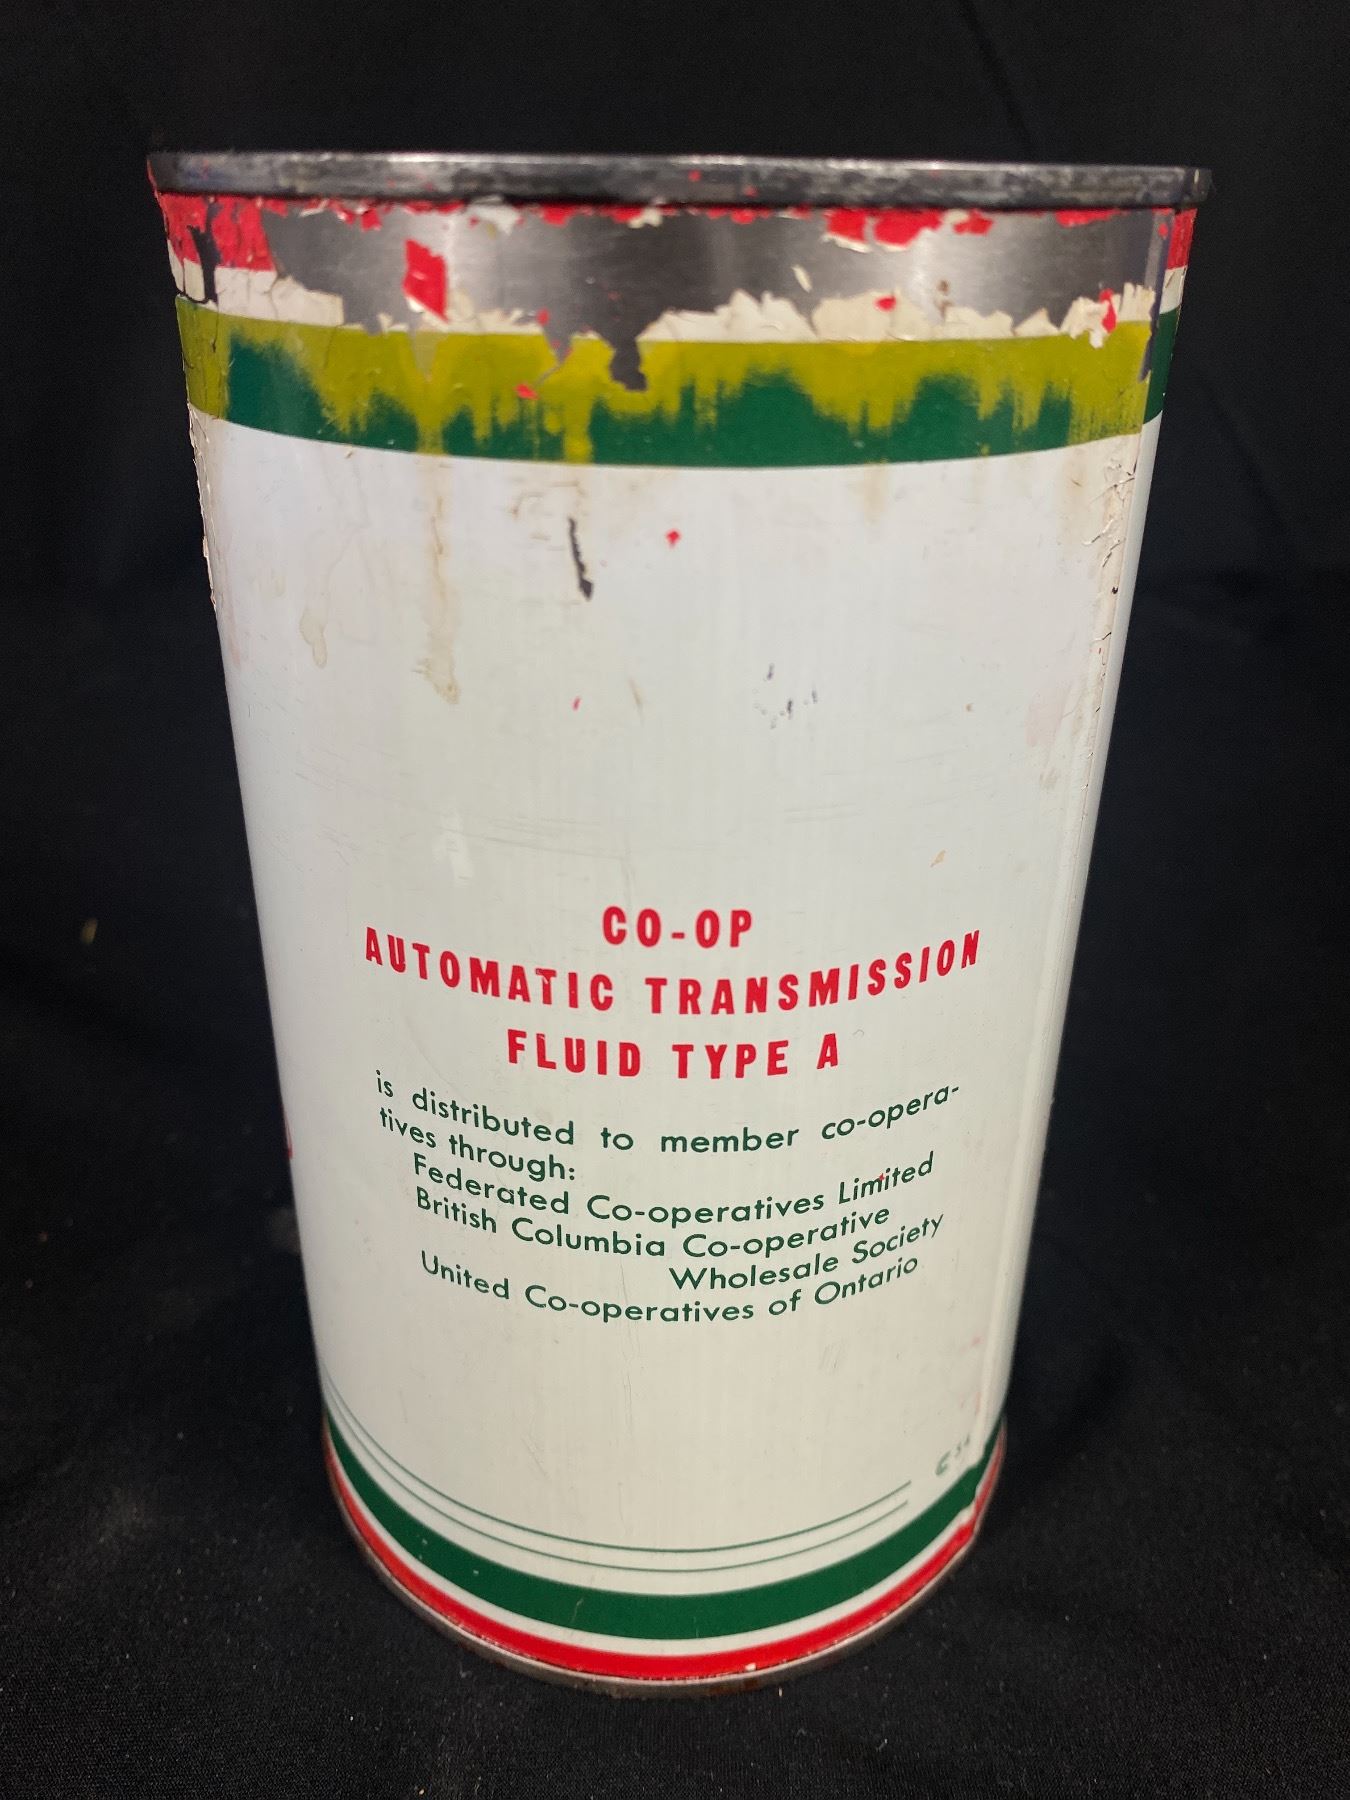 CO-OP
AUTOMATIC TRANSMISSION
FLUID TYPE A
is distributed to member co-opera-
tives through:
Federated Co-operatives Limited
British Columbia Co-operative
Wholesale Society
United Co-operatives of Ontario